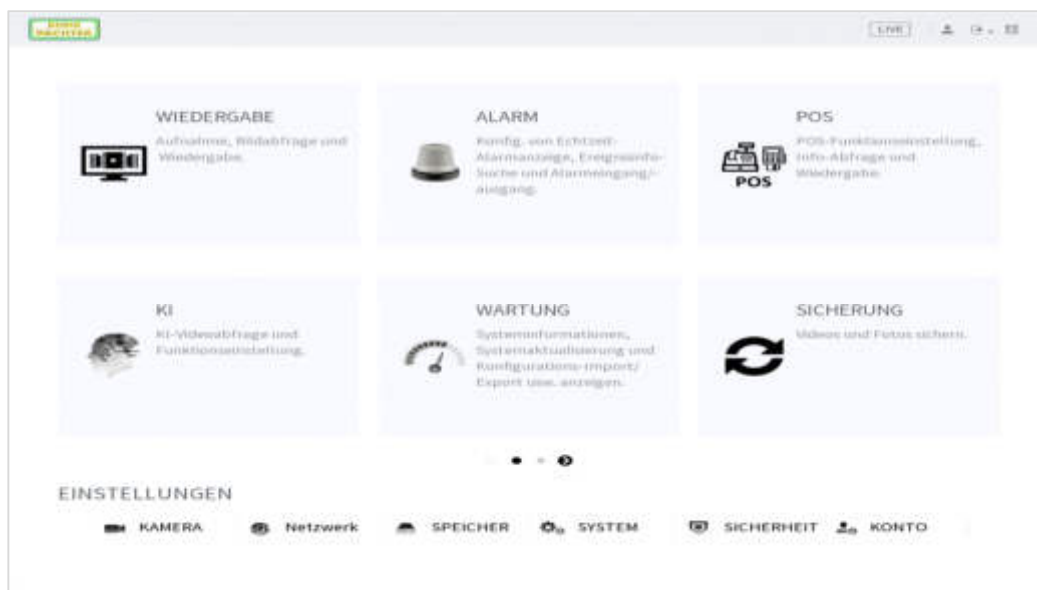 EURO
WÄCHTER
LIVE
WIEDERGABE
Aufnahme, Bildabfrage und
Wiedergabe.
ALARM
Konfig. von Echtzeit-
Alarmanzeige, Ereignisinfo-
Suche und Alarmeingang/-
ausgang.
POS
POS-Funktionseinstellung,
Info-Abfrage und
Wiedergabe.
POS
KI
KI-Videoabfrage und
Funktionseinstellung.
WARTUNG
Systeminformationen,
Systemaktualisierung und
Konfigurations-Import/
Export usw. anzeigen.
SICHERUNG
Videos und Fotos sichern.
EINSTELLUNGEN
KAMERA Netzwerk SPEICHER SYSTEM SICHERHEIT KONTO